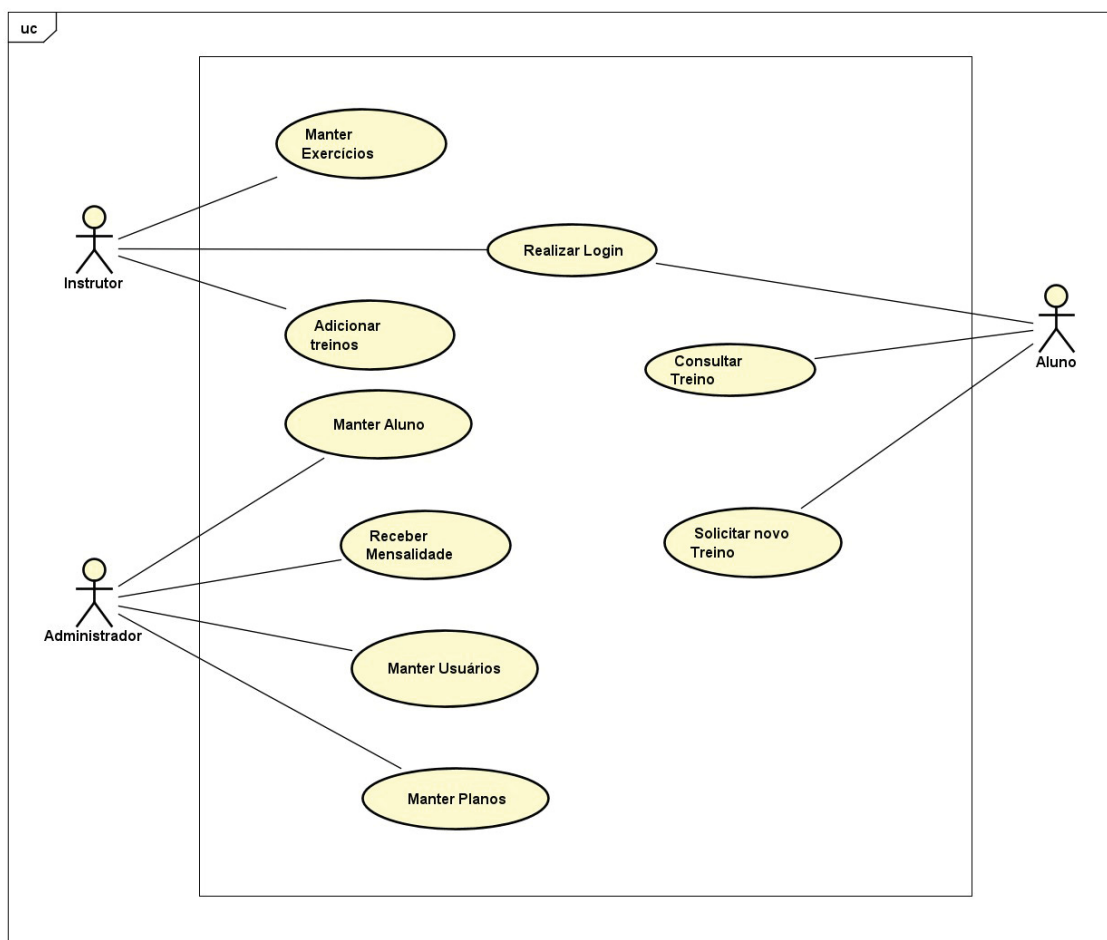 uc
Manter
Exercícios
Realizar Login
Instrutor
Adicionar
treinos
Consultar
Treino
Aluno
Manter Aluno
Receber
Mensalidade
Solicitar novo
Treino
Administrador
Manter Usuários
Manter Planos